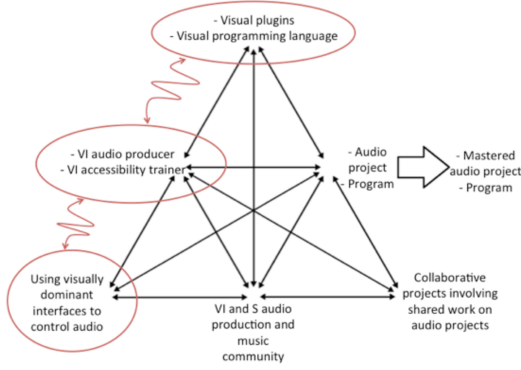 - Visual plugins
- Visual programming language
- VI audio producer
- VI accessibility trainer
- Audio
project
- Program
- Mastered
audio project
- Program
Using visually
dominant
interfaces to
control audio
VI and S audio
production and
music
community
Collaborative
projects involving
shared work on
audio projects